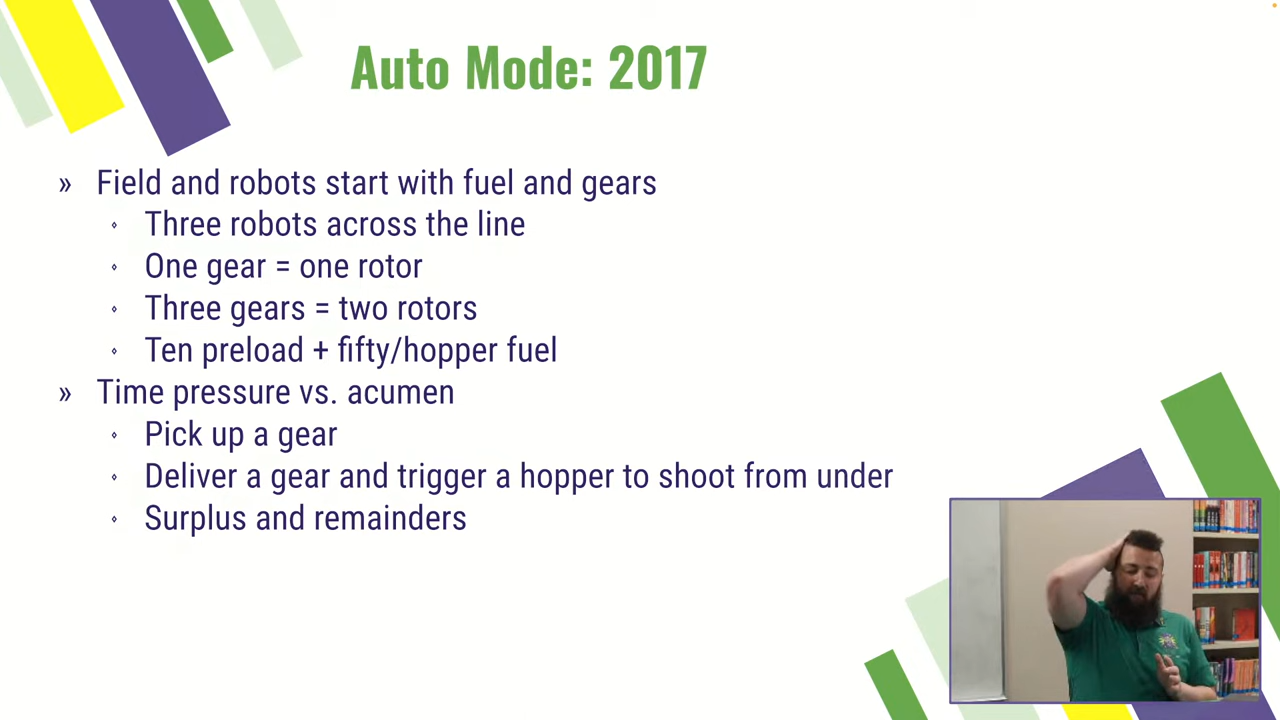 Auto Mode: 2017
» Field and robots start with fuel and gears
◊ Three robots across the line
◊ One gear = one rotor
◊ Three gears = two rotors
◊ Ten preload + fifty/hopper fuel
» Time pressure vs. acumen
◊ Pick up a gear
◊ Deliver a gear and trigger a hopper to shoot from under
◊ Surplus and remainders